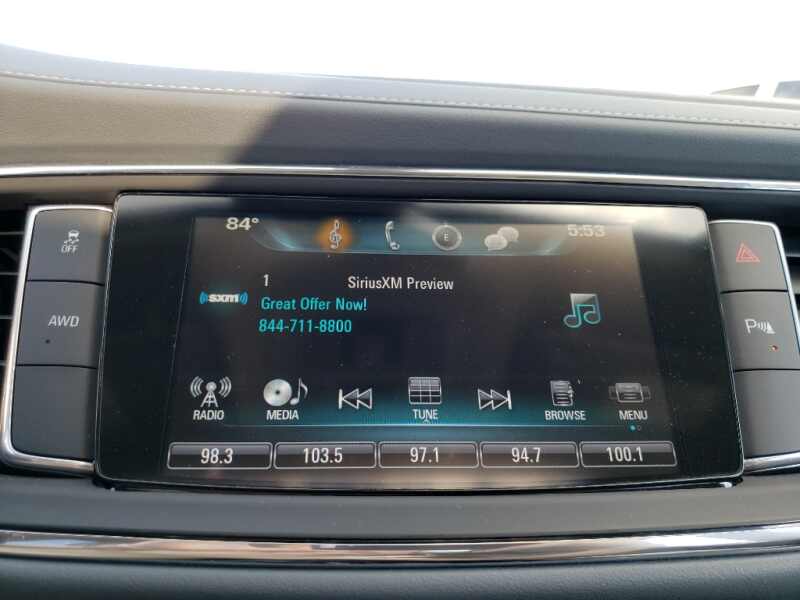 84°
E
5:53
OFF
1 SiriusXM Preview
((sxm))
Great Offer Now!
844-711-8800
AWD
P
RADIO
MEDIA
TUNE
BROWSE
MENU
98.3
103.5
97.1
94.7
100.1